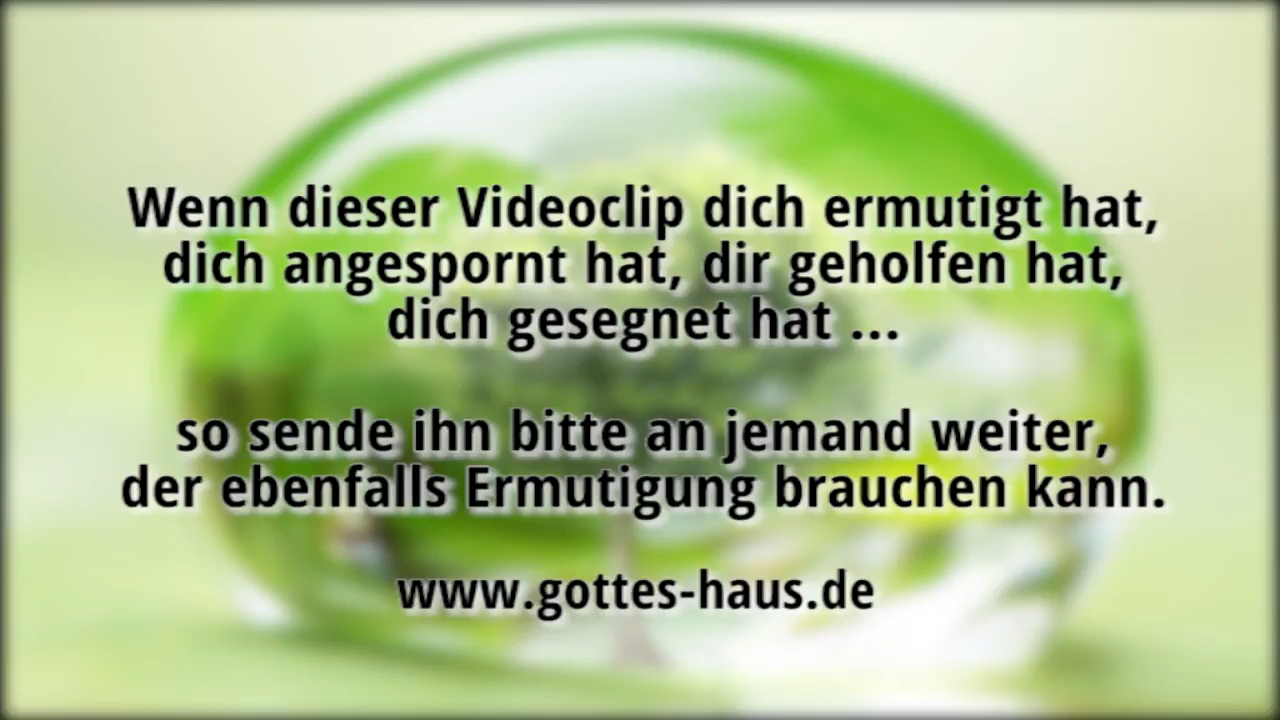 Wenn dieser Videoclip dich ermutigt hat,
dich angespornt hat, dir geholfen hat,
dich gesegnet hat ...
so sende ihn bitte an jemand weiter,
der ebenfalls Ermutigung brauchen kann.
www.gottes-haus.de